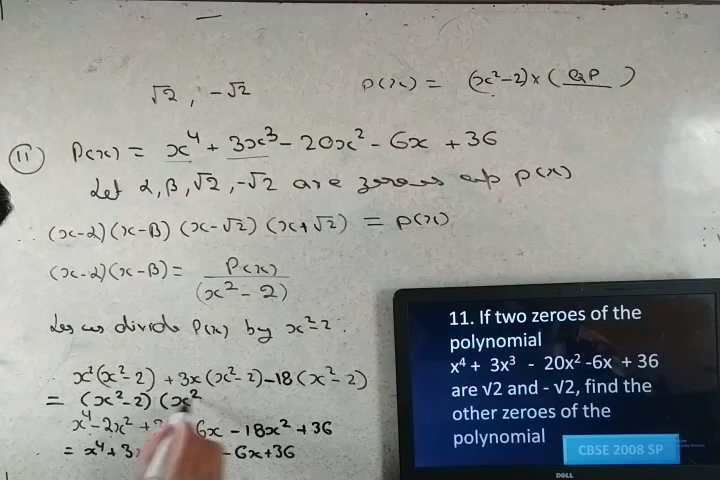 √2 , -√2
P(x) = (x²-2) × ( QP )
11 P(x) = x⁴ + 3x³ - 20x² - 6x + 36
Let α, β, √2, -√2 are zeroes of p(x)
∴ (x-α) (x-β) (x-√2) (x+√2) = p(x)
(x-α) (x-β) = P(x) / (x² - 2)
Let us divide P(x) by x²-2.
x² (x²-2) + 3x (x²-2) - 18 (x²-2)
= (x²-2) (x²
x⁴ - 2x² + 6x - 18x² + 36
= x⁴ + 3 - 6x + 36
11. If two zeroes of the
polynomial
x⁴ + 3x³ - 20x² -6x + 36
are √2 and - √2, find the
other zeroes of the
polynomial
CBSE 2008 SP
DELL